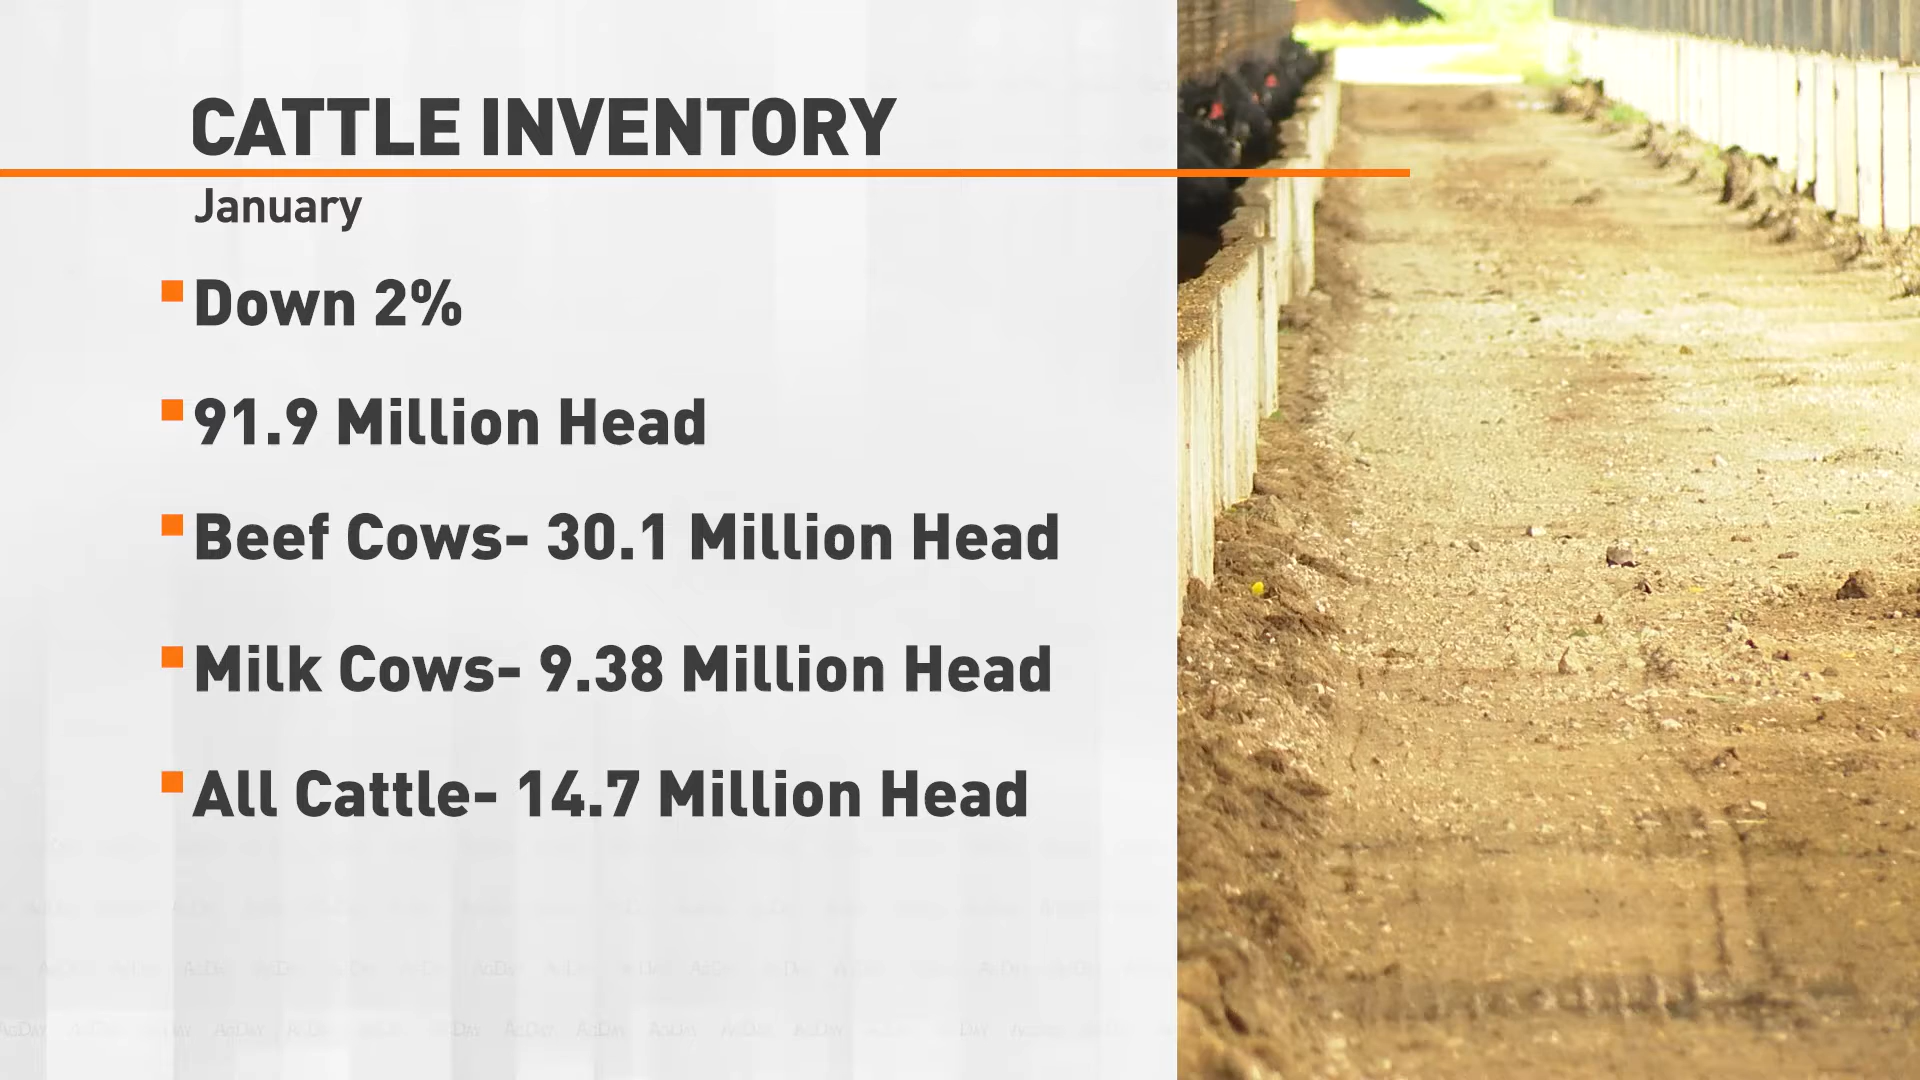 CATTLE INVENTORY
January
Down 2%
91.9 Million Head
Beef Cows- 30.1 Million Head
Milk Cows- 9.38 Million Head
All Cattle- 14.7 Million Head